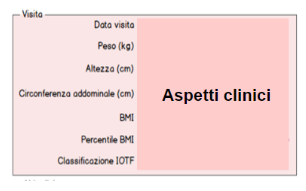 Visita
Data visita
Peso (kg)
Altezza (cm)
Circonferenza addominale (cm)
Aspetti clinici
BMI
Percentile BMI
Classificazione IOTF